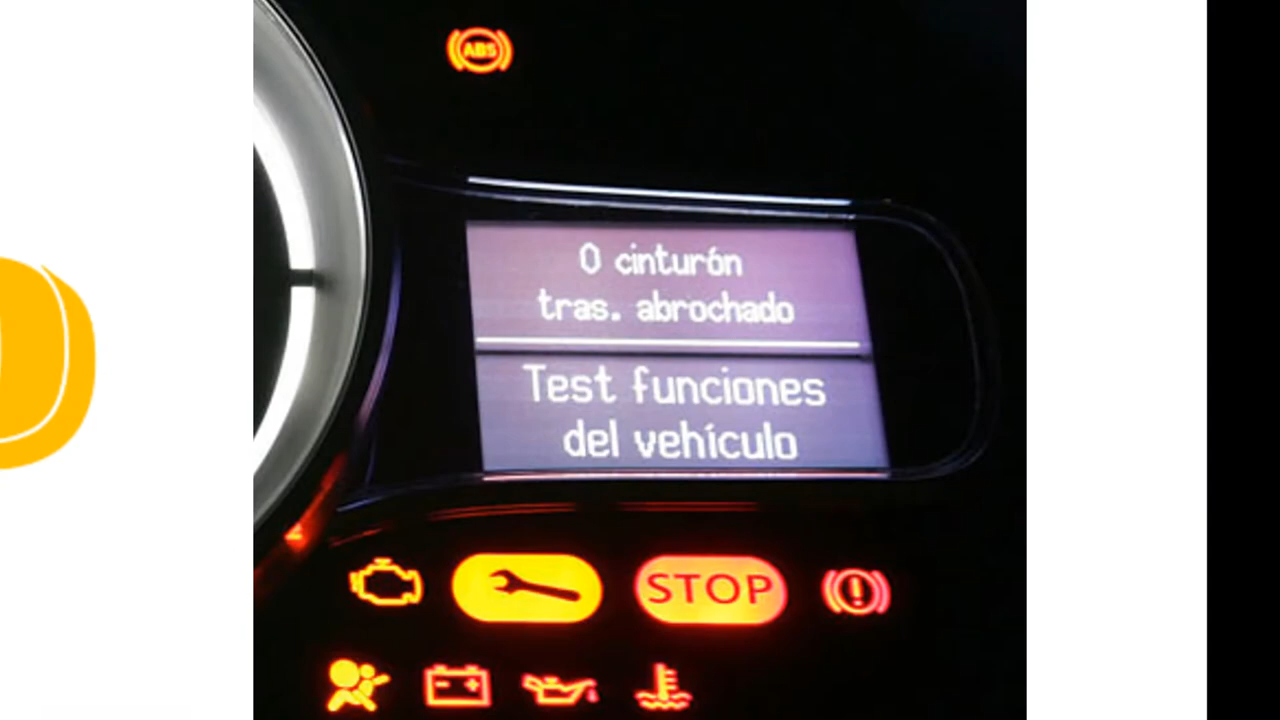 ABS
0 cinturón
tras. abrochado
Test funciones
del vehículo
STOP